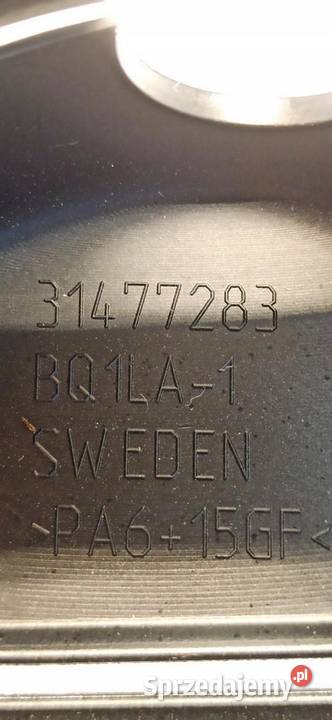 31477283
BQ1LA-1
SWEDEN
>PA6+15GF<
Sprzedajemy.pl